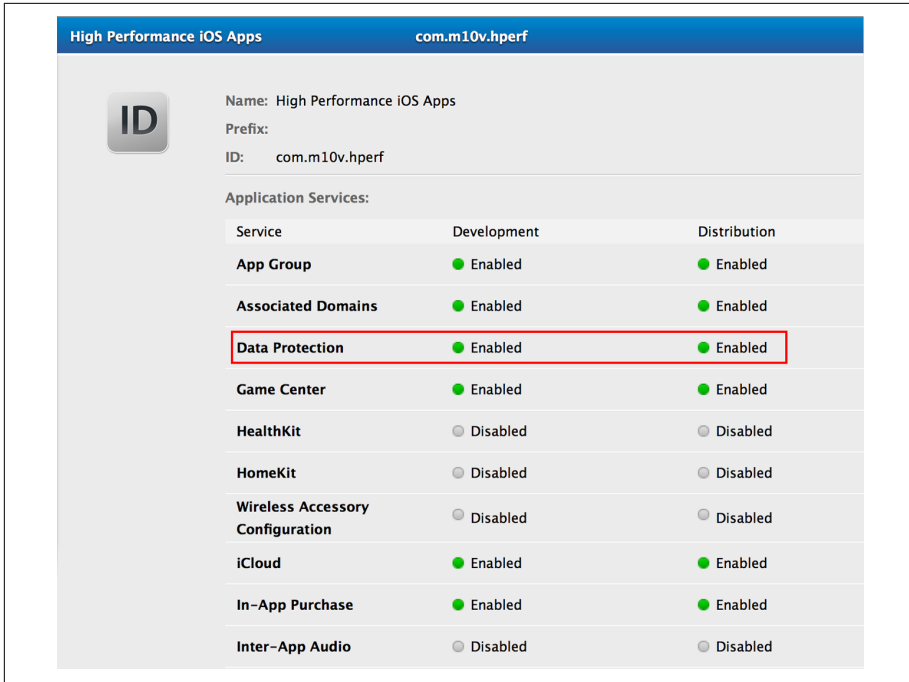 High Performance iOS Apps com.m10v.hperf
ID
Name: High Performance iOS Apps
Prefix:
ID: com.m10v.hperf
Application Services:
Service Development Distribution
App Group Enabled Enabled
Associated Domains Enabled Enabled
Data Protection Enabled Enabled
Game Center Enabled Enabled
HealthKit Disabled Disabled
HomeKit Disabled Disabled
Wireless Accessory
Configuration Disabled Disabled
iCloud Enabled Enabled
In-App Purchase Enabled Enabled
Inter-App Audio Disabled Disabled